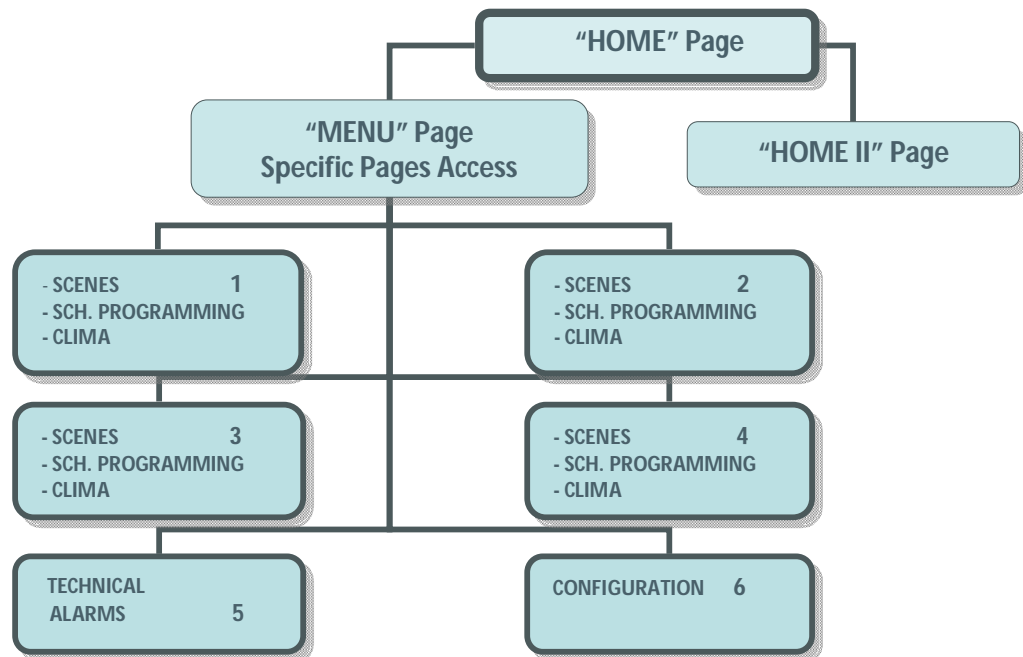 “HOME” Page
“MENU” Page
Specific Pages Access
“HOME II” Page
- SCENES 1
- SCH. PROGRAMMING
- CLIMA
- SCENES 2
- SCH. PROGRAMMING
- CLIMA
- SCENES 3
- SCH. PROGRAMMING
- CLIMA
- SCENES 4
- SCH. PROGRAMMING
- CLIMA
TECHNICAL
ALARMS 5
CONFIGURATION 6